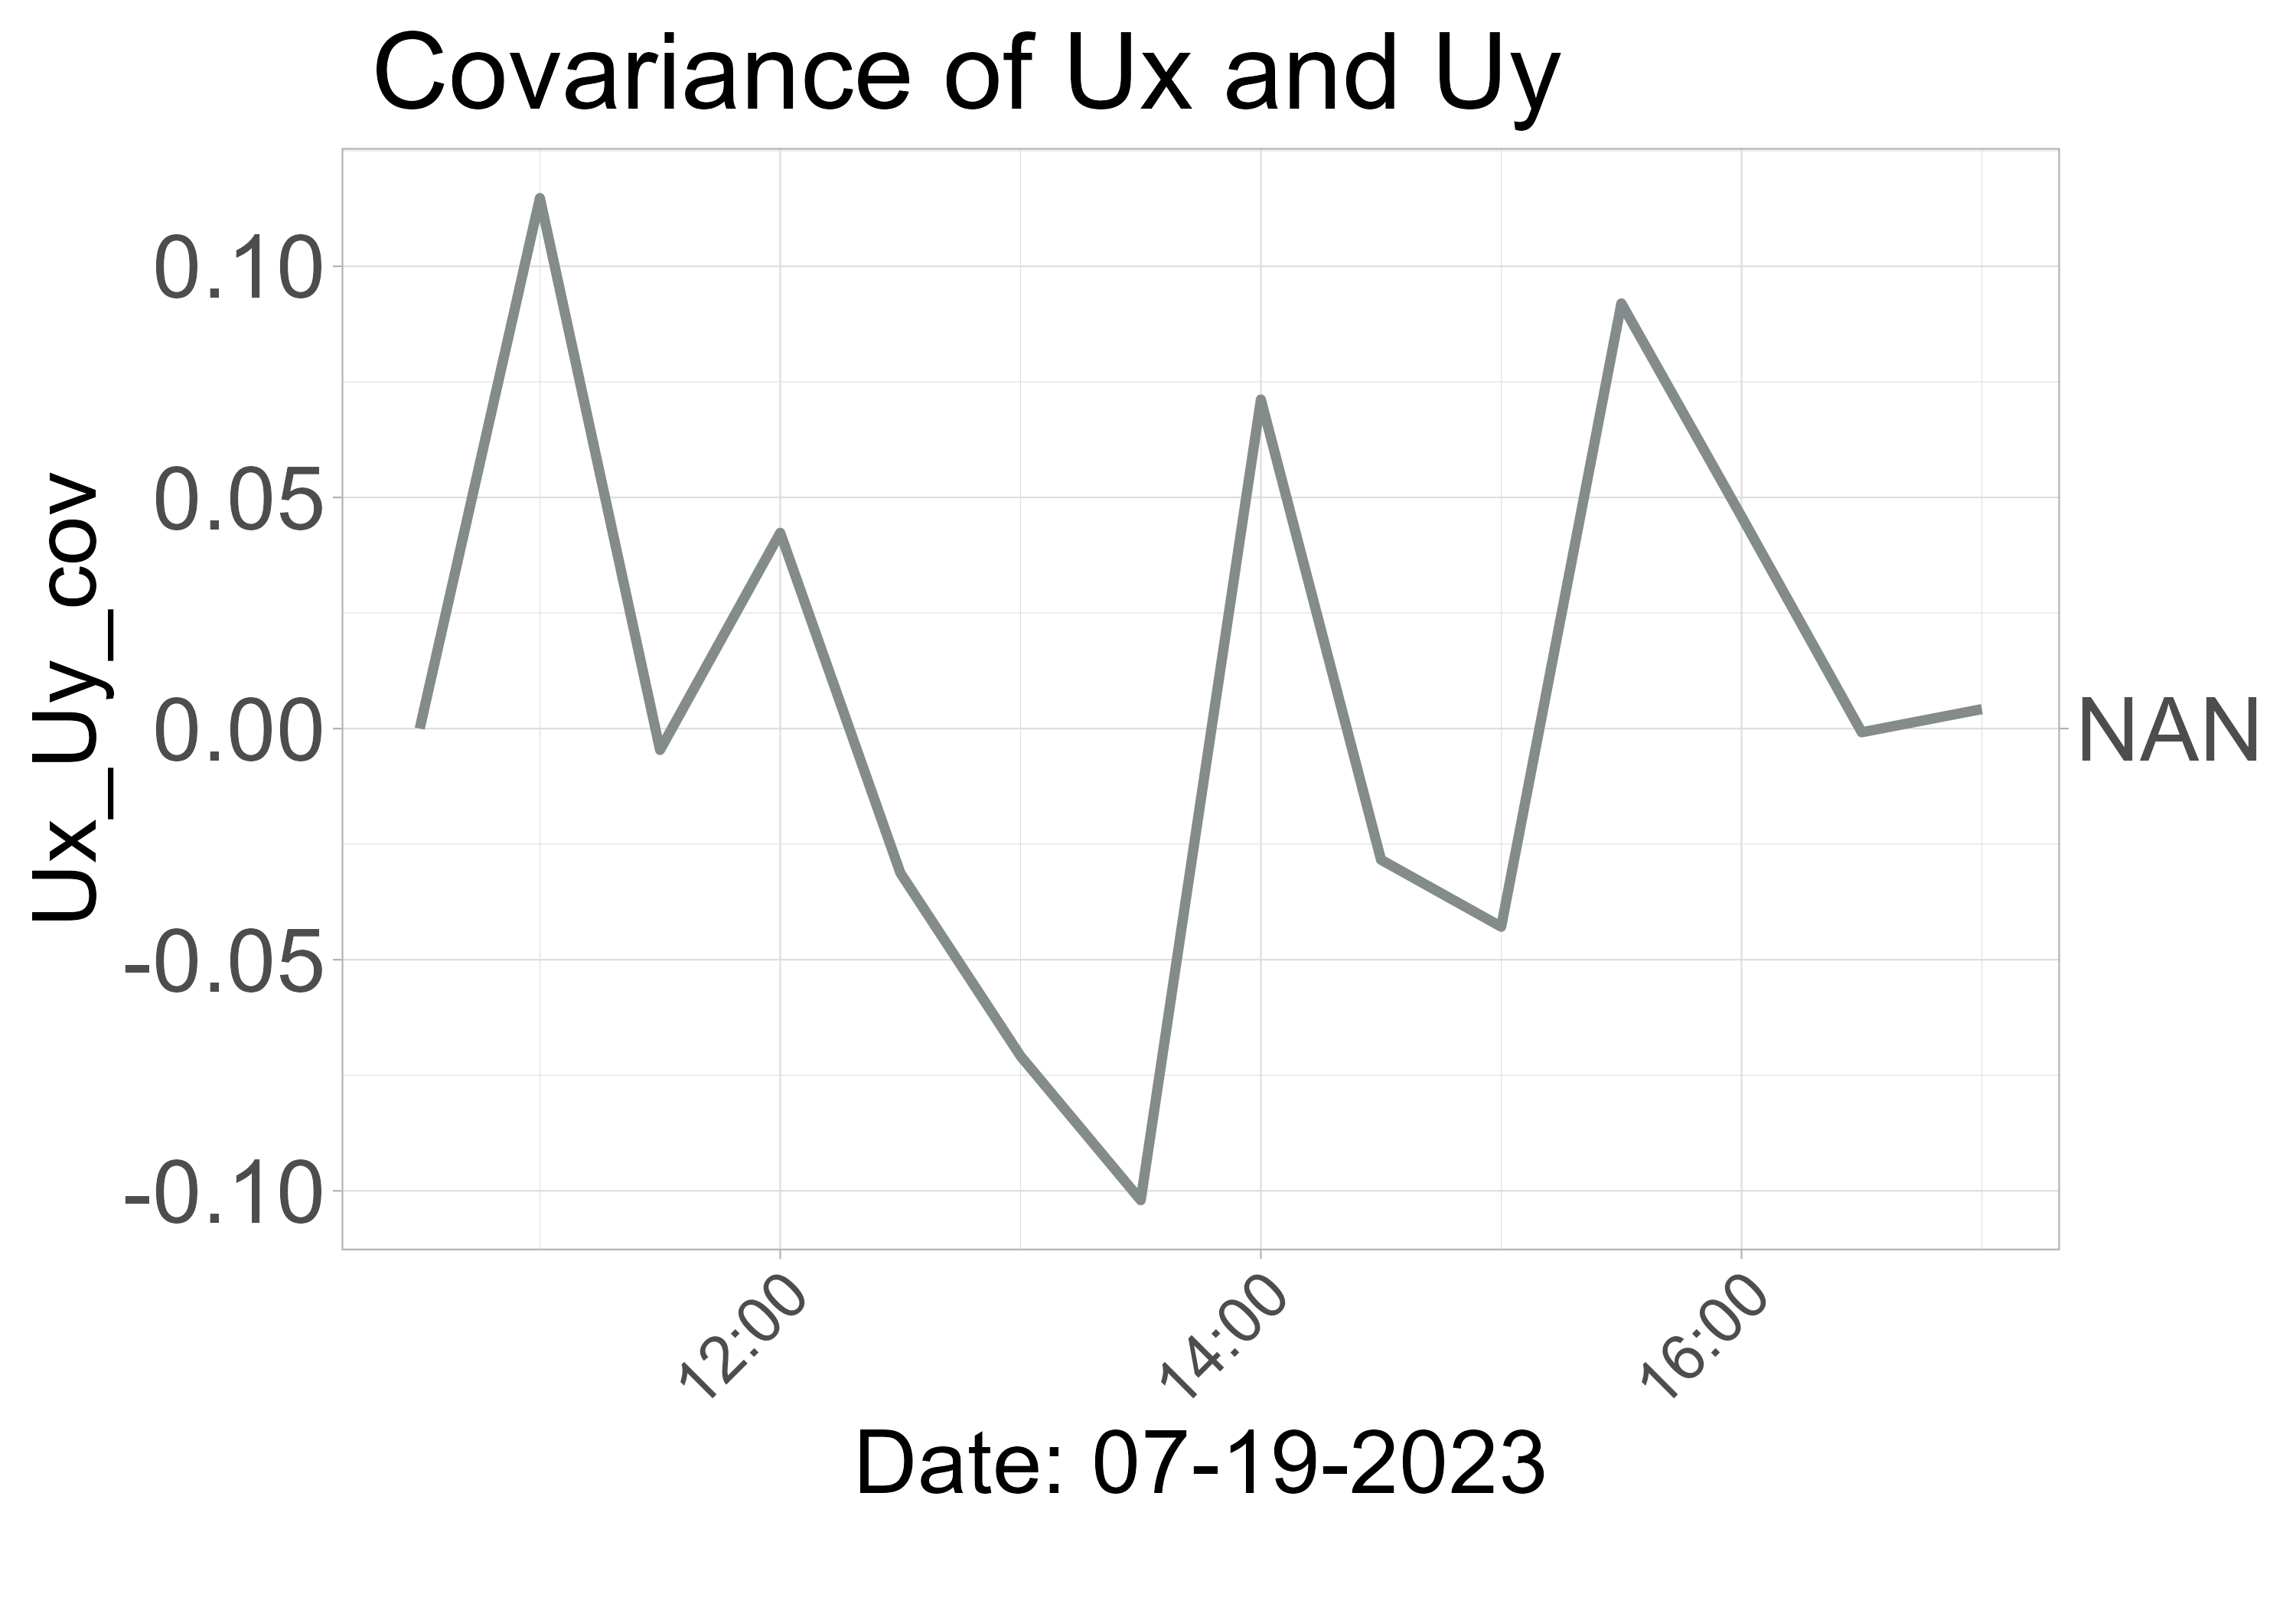 Covariance of Ux and Uy
Ux_Uy_cov
0.10
0.05
0.00
-0.05
-0.10
NAN
12:00
14:00
16:00
Date: 07-19-2023